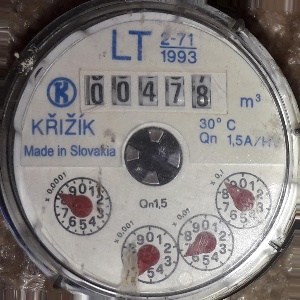 LT 2-71
1993
K 00478 m³
KŘIŽÍK 30° C
Made in Slovakia Qn 1,5A/H
Qn1,5
x 0,0001
x 0,001
x 0,01
x 0,1